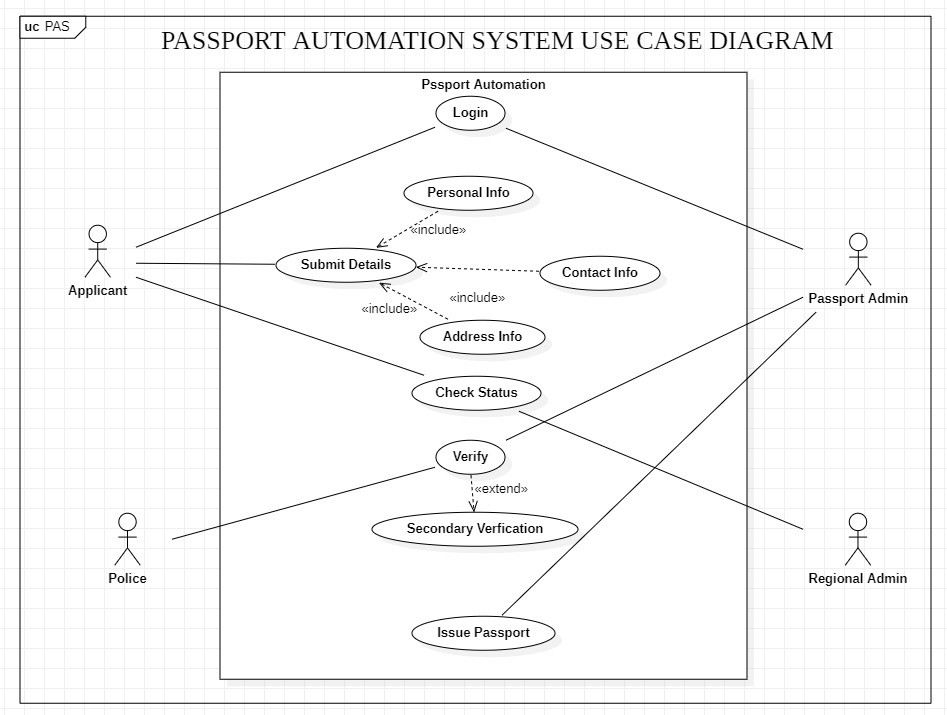 uc PAS
PASSPORT AUTOMATION SYSTEM USE CASE DIAGRAM
Pssport Automation
Login
Personal Info
«include»
Submit Details
Contact Info
Applicant
Passport Admin
«include»
«include»
Address Info
Check Status
Verify
«extend»
Secondary Verfication
Police
Regional Admin
Issue Passport